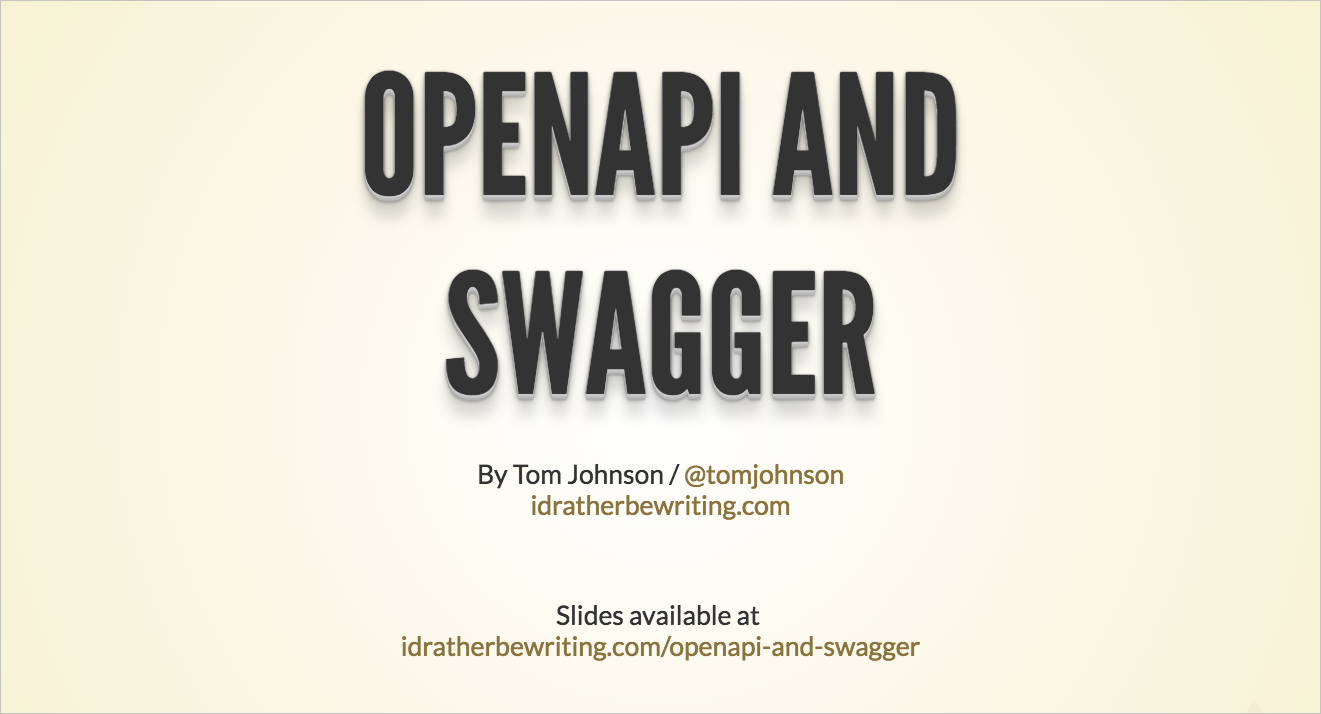 OPENAPI AND
SWAGGER
By Tom Johnson / @tomjohnson
idratherbewriting.com
Slides available at
idratherbewriting.com/openapi-and-swagger